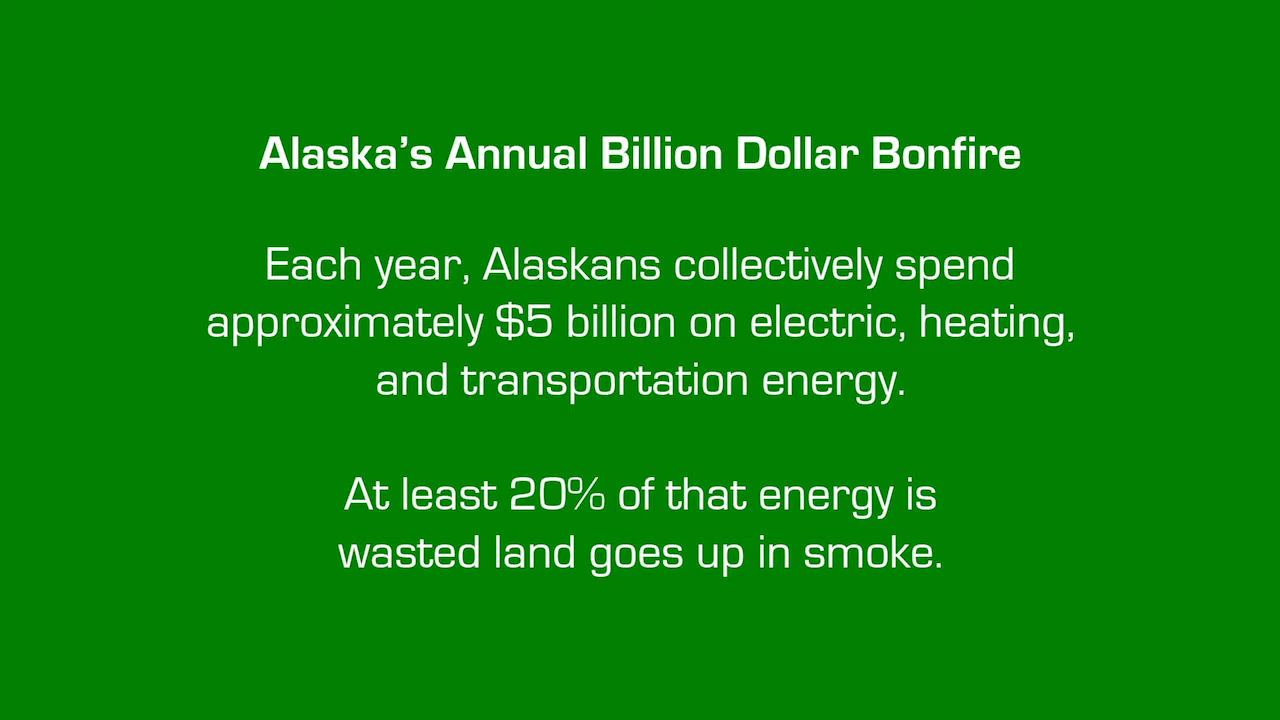 Alaska’s Annual Billion Dollar Bonfire
Each year, Alaskans collectively spend
approximately $5 billion on electric, heating,
and transportation energy.
At least 20% of that energy is
wasted land goes up in smoke.